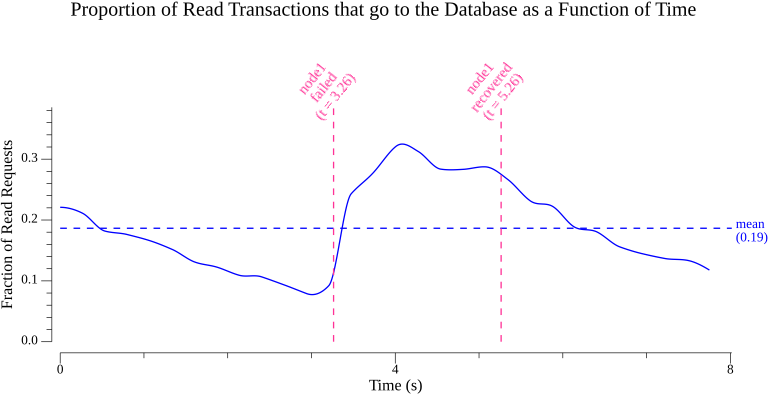 Proportion of Read Transactions that go to the Database as a Function of Time
node1
failed
(t = 3.26)
node1
recovered
(t = 5.26)
Fraction of Read Requests
0.3
0.2
0.1
0.0
mean
(0.19)
0
4
8
Time (s)